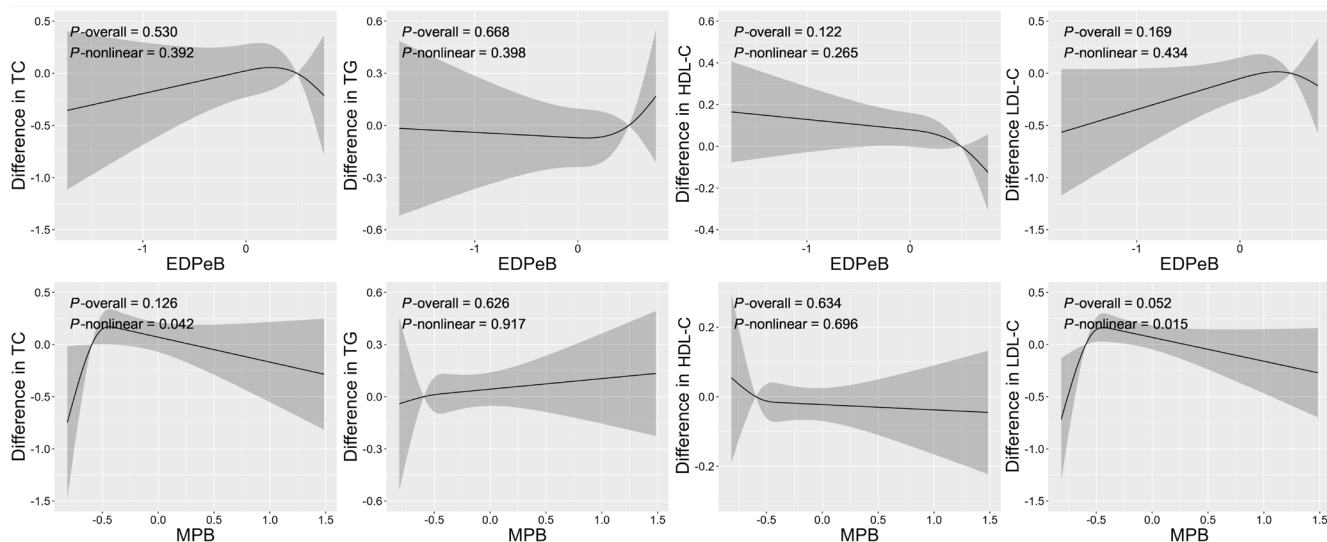 P-overall = 0.530
P-nonlinear = 0.392
Difference in TC
0.5
0.0
-0.5
-1.0
-1.5
-1
0
EDPeB
P-overall = 0.668
P-nonlinear = 0.398
Difference in TG
0.6
0.3
0.0
-0.3
-0.6
-1
0
EDPeB
P-overall = 0.122
P-nonlinear = 0.265
Difference in HDL-C
0.6
0.4
0.2
0.0
-0.2
-0.4
-1
0
EDPeB
P-overall = 0.169
P-nonlinear = 0.434
Difference LDL-C
0.5
0.0
-0.5
-1.0
-1.5
-1
0
EDPeB
P-overall = 0.126
P-nonlinear = 0.042
Difference in TC
0.5
0.0
-0.5
-1.0
-1.5
-0.5
0.0
0.5
1.0
1.5
MPB
P-overall = 0.626
P-nonlinear = 0.917
Difference in TG
0.6
0.3
0.0
-0.3
-0.6
-0.5
0.0
0.5
1.0
1.5
MPB
P-overall = 0.634
P-nonlinear = 0.696
Difference in HDL-C
0.2
0.0
-0.2
-0.5
0.0
0.5
1.0
1.5
MPB
P-overall = 0.052
P-nonlinear = 0.015
Difference in LDL-C
0.5
0.0
-0.5
-1.0
-1.5
-0.5
0.0
0.5
1.0
1.5
MPB